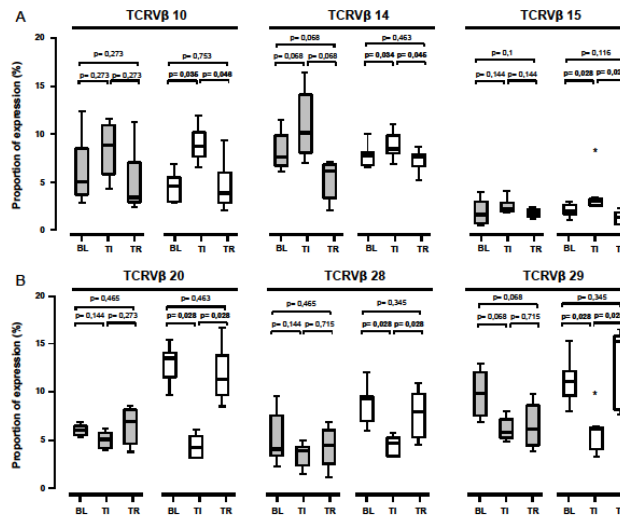 A
TCRVβ 10 TCRVβ 14 TCRVβ 15
Proportion of expression (%)
20
15
10
5
0
p= 0,273 p= 0,753 p= 0,068 p= 0,463 p= 0,1 p= 0,116
p= 0,273 p= 0,273 p= 0,035 p= 0,046 p= 0,068 p= 0,068 p= 0,034 p= 0,046 p= 0,144 p= 0,144 p= 0,028
*
BL TI TR BL TI TR BL TI TR BL TI TR BL TI TR BL TI
B
TCRVβ 20 TCRVβ 28 TCRVβ 29
Proportion of expression (%)
20
15
10
5
0
p= 0,465 p= 0,463 p= 0,465 p= 0,345 p= 0,068 p= 0,345
p= 0,144 p= 0,273 p= 0,028 p= 0,028 p= 0,144 p= 0,715 p= 0,028 p= 0,028 p= 0,068 p= 0,715 p= 0,028
*
BL TI TR BL TI TR BL TI TR BL TI TR BL TI TR BL TI